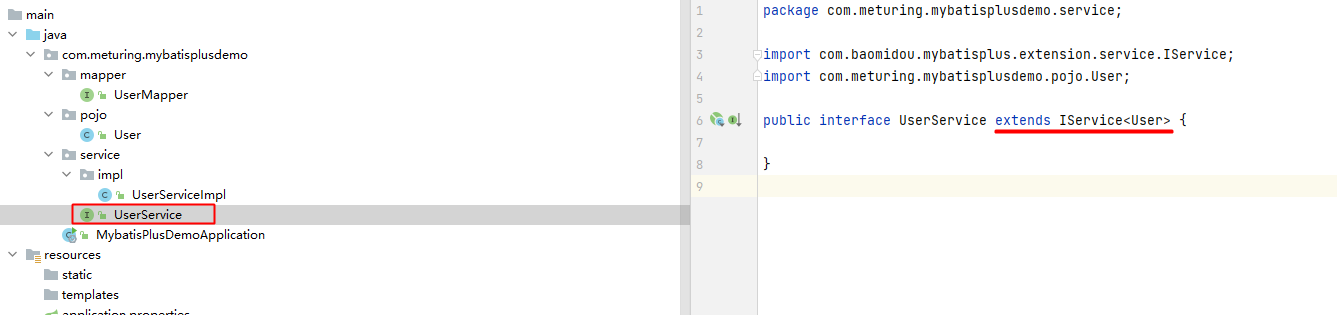 main
java
com.meturing.mybatisplusdemo
mapper
UserMapper
pojo
User
service
impl
UserServiceImpl
UserService
MybatisPlusDemoApplication
resources
static
templates
application.properties
1 package com.meturing.mybatisplusdemo.service;
2
3 import com.baomidou.mybatisplus.extension.service.IService;
4 import com.meturing.mybatisplusdemo.pojo.User;
5
6 public interface UserService extends IService<User> {
7
8 }
9